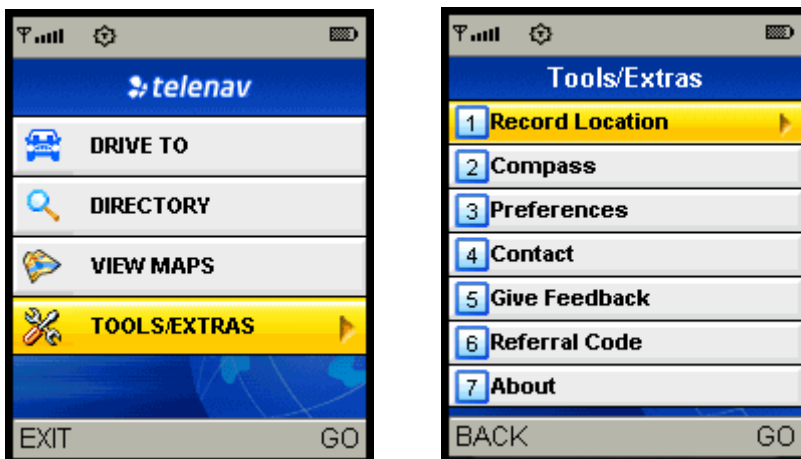 telenav
DRIVE TO
DIRECTORY
VIEW MAPS
TOOLS/EXTRAS
EXIT GO
Tools/Extras
1 Record Location
2 Compass
3 Preferences
4 Contact
5 Give Feedback
6 Referral Code
7 About
BACK GO